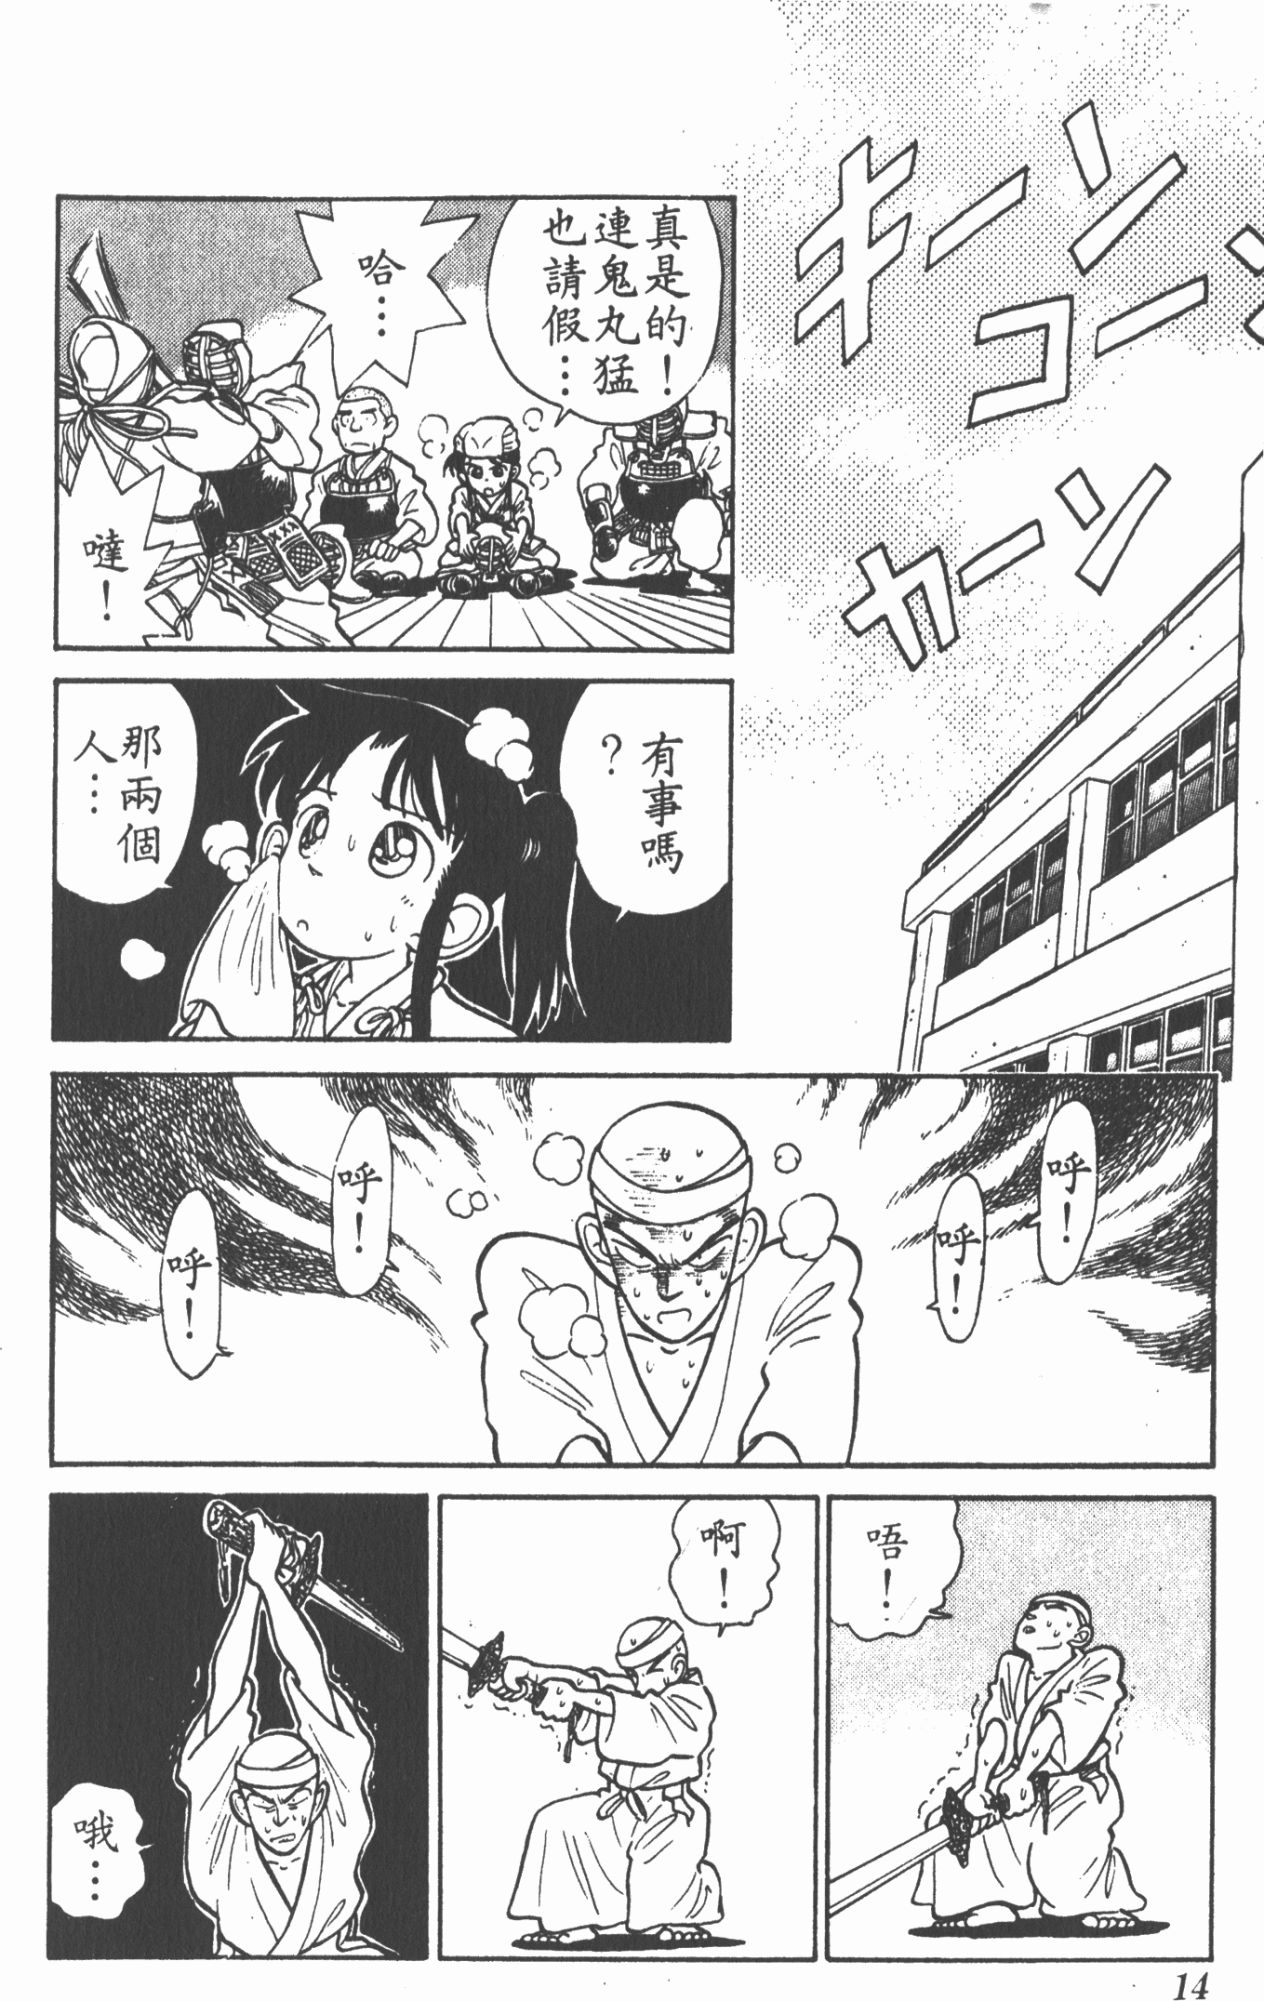 キーンコーン
カーン
真是的！
連鬼丸猛
也請假…
哈…
噠！
有事嗎
？
那兩個
人…
呼！
呼！
呼！
呼！
唔！
啊！
哦…
14